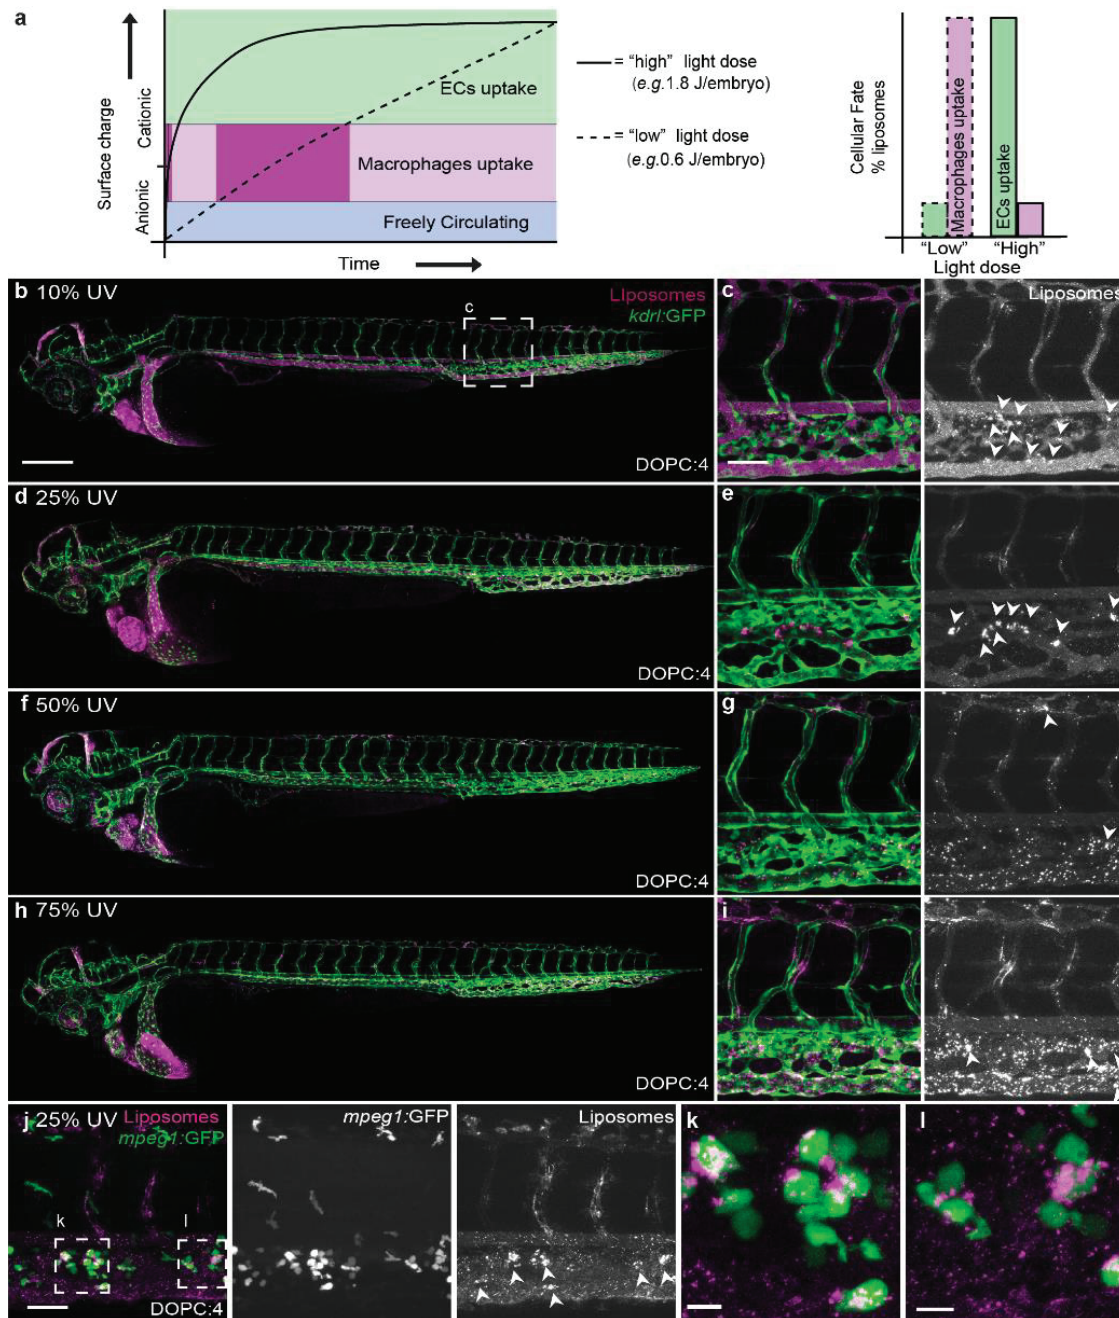 a
Surface charge
Anionic
Cationic
ECs uptake
Macrophages uptake
Freely Circulating
Time
= "high" light dose
(e.g.1.8 J/embryo)
= "low" light dose
(e.g.0.6 J/embryo)
Cellular Fate
% liposomes
Macrophages uptake
ECs uptake
"Low"
"High"
Light dose
b 10% UV
Liposomes
kdrl:GFP
c
DOPC:4
c
Liposomes
d 25% UV
DOPC:4
e
f 50% UV
DOPC:4
g
h 75% UV
DOPC:4
i
j 25% UV
Liposomes
mpeg1:GFP
k
l
DOPC:4
mpeg1:GFP
Liposomes
k
l